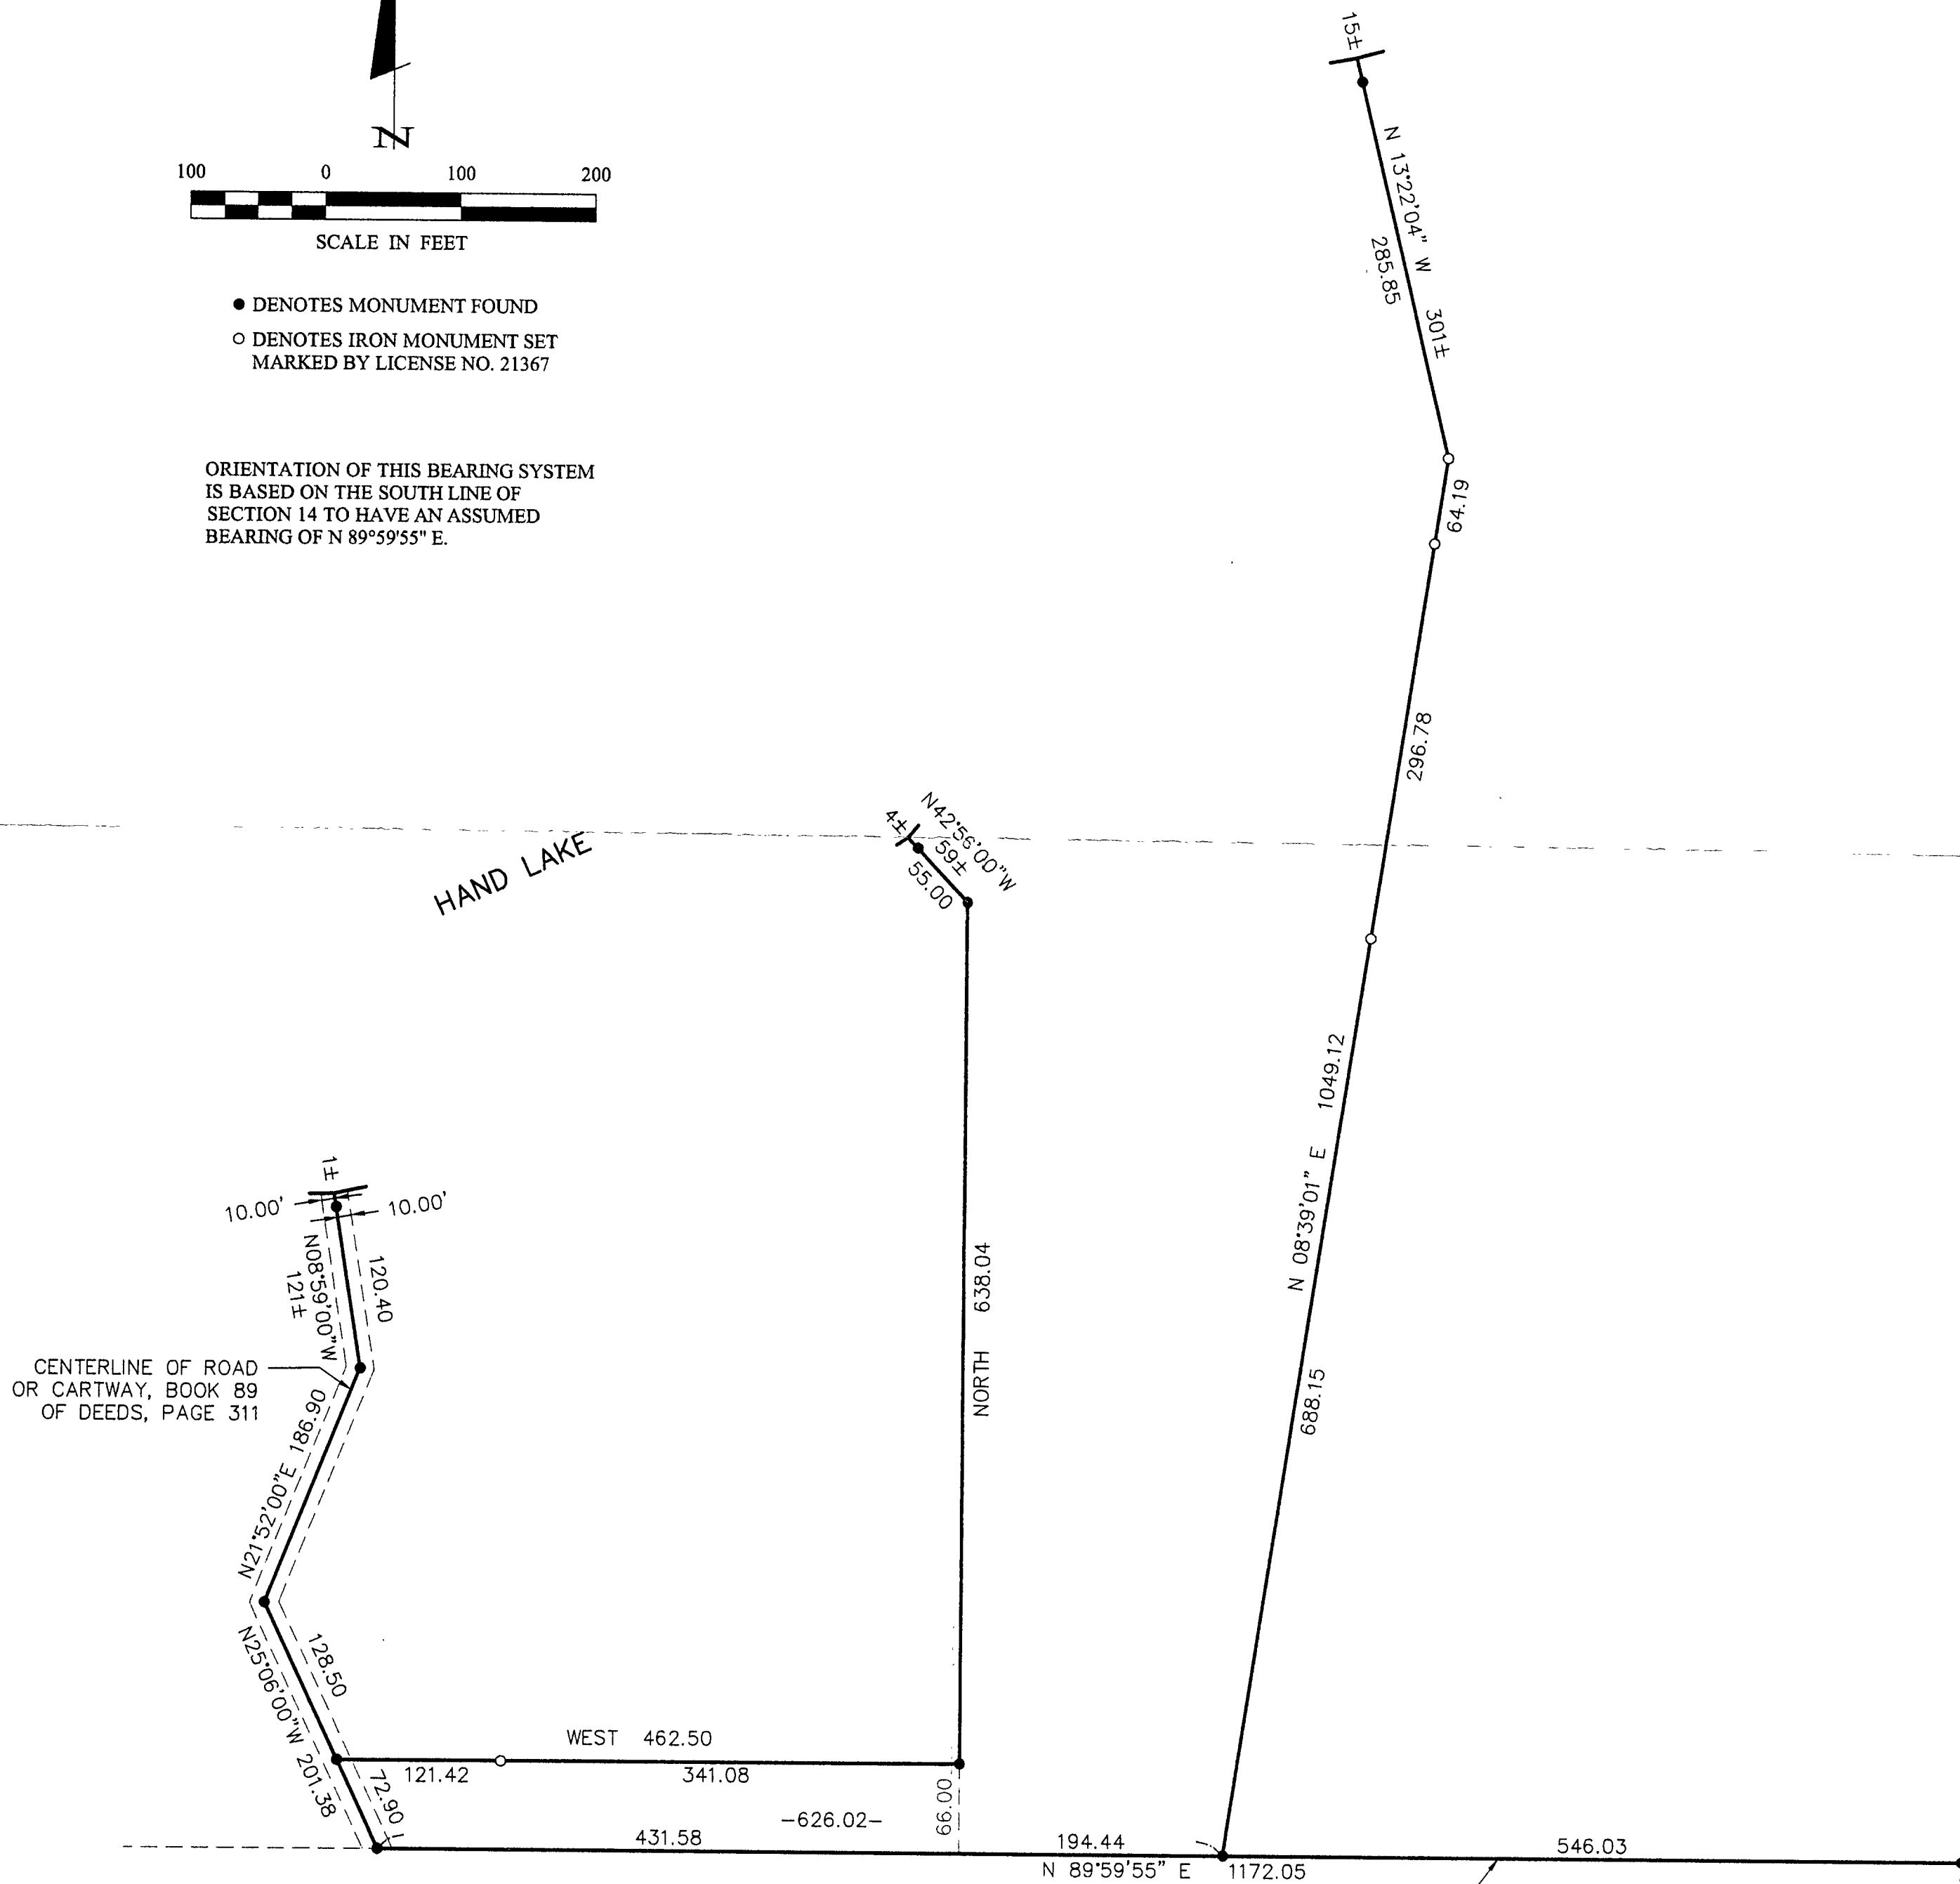 N
100 0 100 200
SCALE IN FEET
● DENOTES MONUMENT FOUND
○ DENOTES IRON MONUMENT SET
MARKED BY LICENSE NO. 21367
ORIENTATION OF THIS BEARING SYSTEM
IS BASED ON THE SOUTH LINE OF
SECTION 14 TO HAVE AN ASSUMED
BEARING OF N 89°59'55" E.
15±
N 13°22'04" W 301±
285.85
64.19
296.78
N 08°39'01" E 1049.12
688.15
HAND LAKE
4±
N42°56'00"W
59±
55.00
NORTH 638.04
1±
10.00'
10.00'
N08°59'00"W
121±
120.40
CENTERLINE OF ROAD
OR CARTWAY, BOOK 89
OF DEEDS, PAGE 311
N21°52'00"E 186.90
128.50
N25°06'00"W 201.38
72.90
WEST 462.50
121.42
341.08
66.00
-626.02-
431.58
194.44
546.03
N 89°59'55" E 1172.05